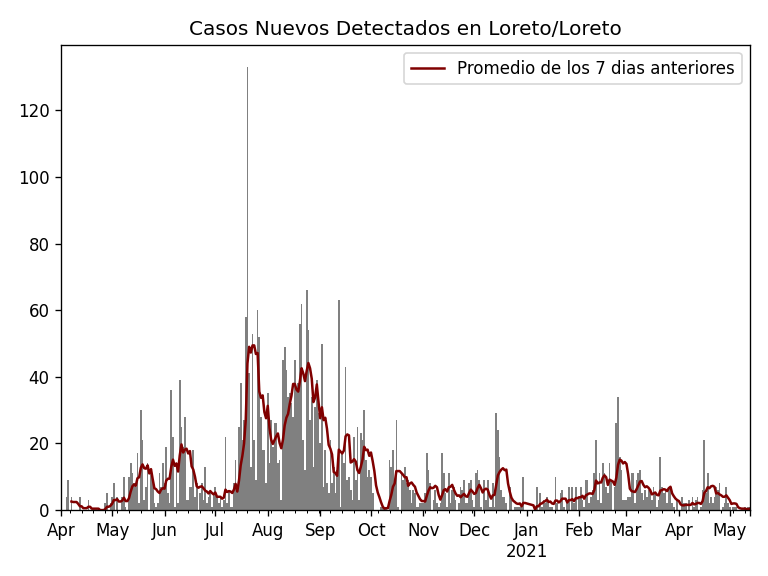 Casos Nuevos Detectados en Loreto/Loreto
Promedio de los 7 dias anteriores
120
100
80
60
40
20
0
Apr May Jun Jul Aug Sep Oct Nov Dec Jan Feb Mar Apr May
2021